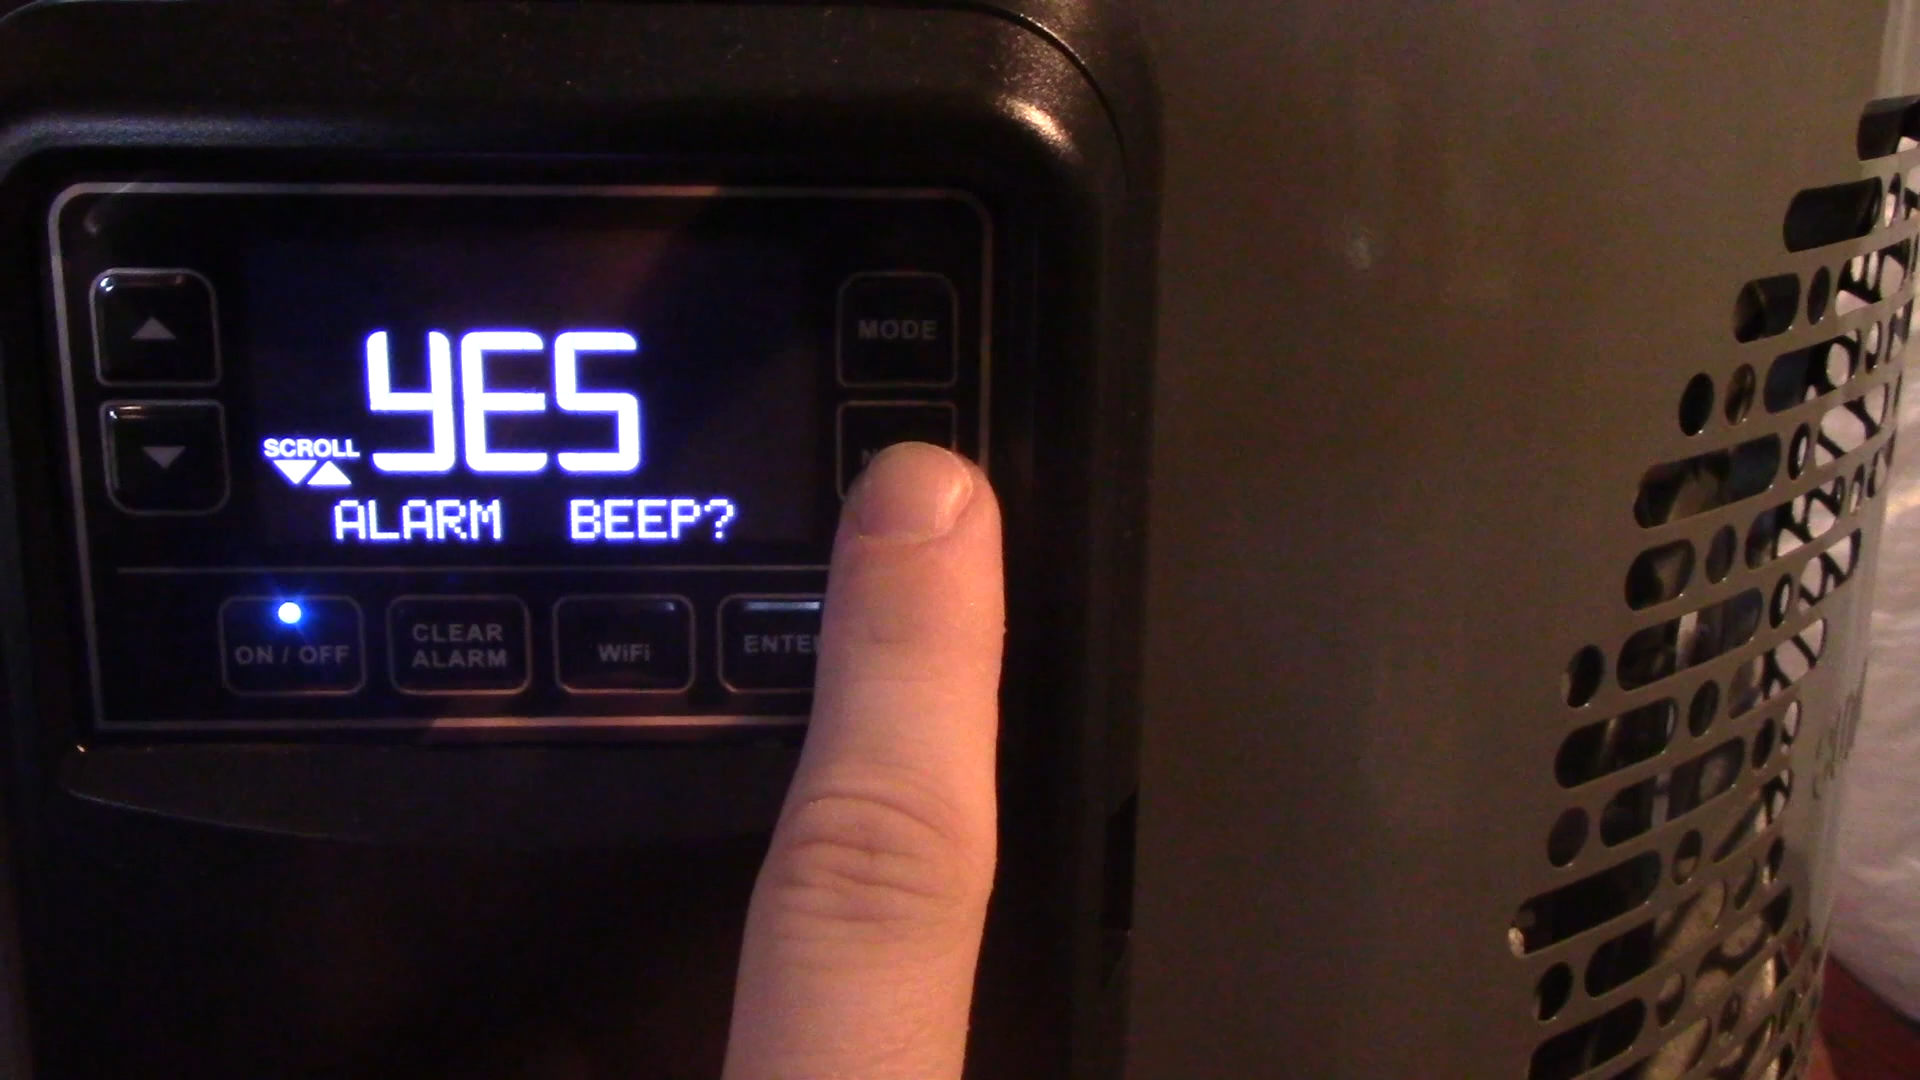 MODE
YES
SCROLL
ALARM BEEP?
ON / OFF
CLEAR
ALARM
WiFi